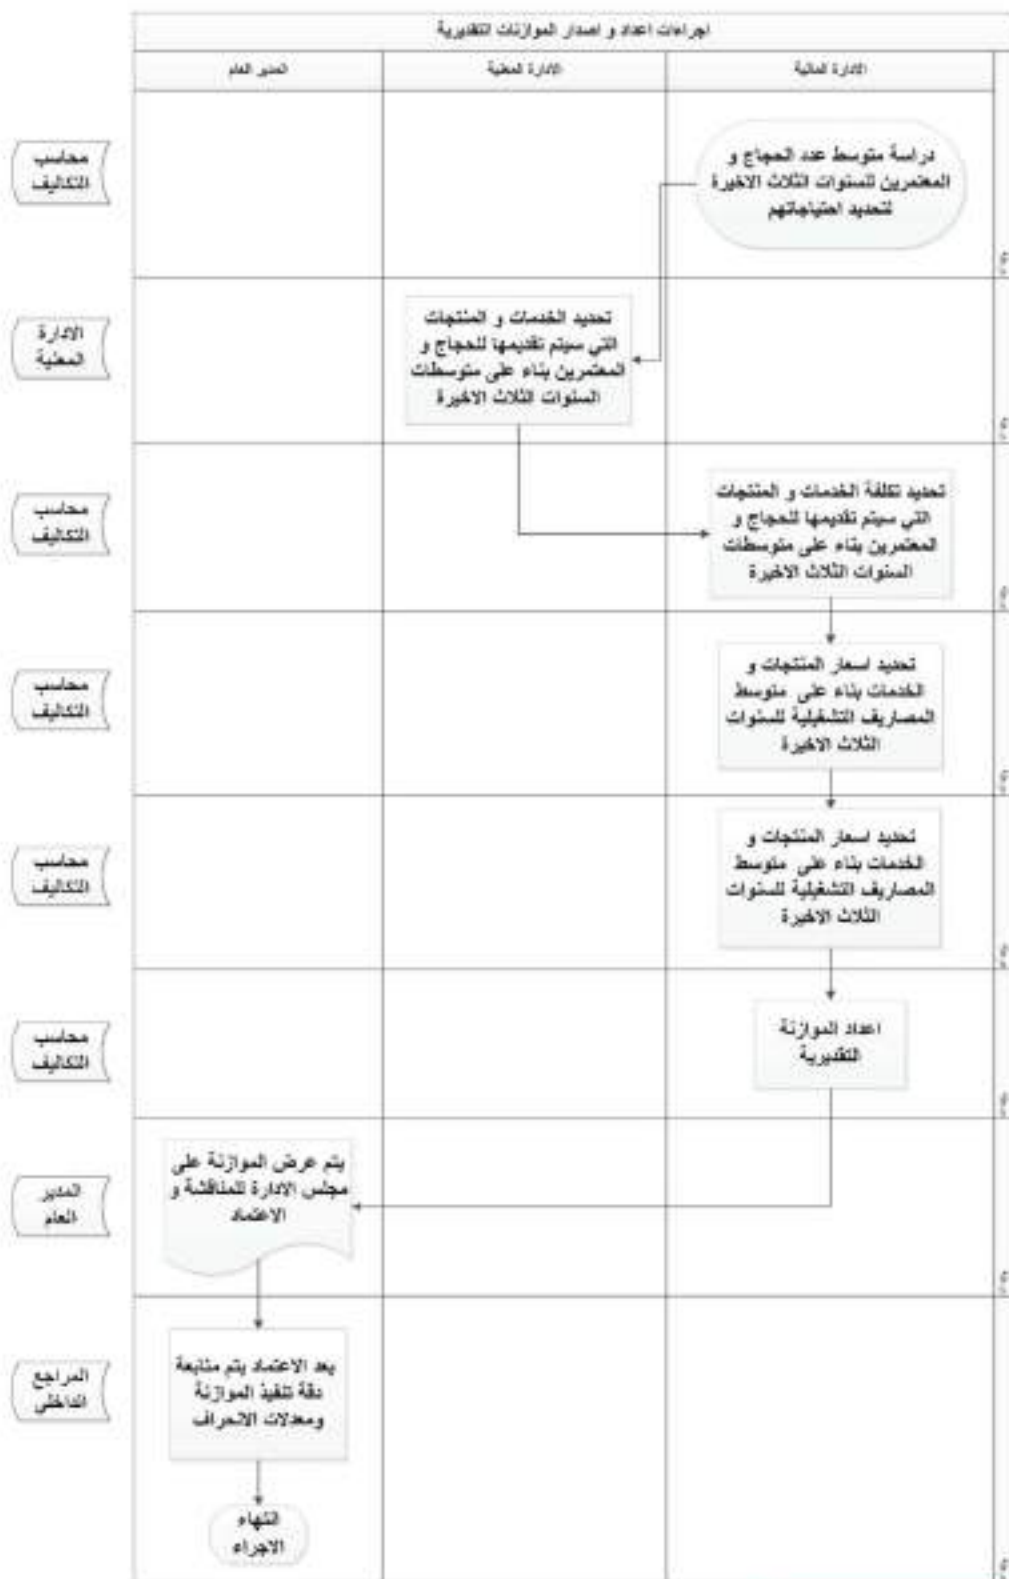 اجراءات اعداد و اصدار الموازنات التقديرية
الادارة المالية
الادارة المعنية
المدير العام
دراسة متوسط عدد الحجاج و
المعتمرين للسنوات الثلاث الاخيرة
لتحديد احتياجاتهم
محاسب
التكاليف
تحديد الخدمات و المنتجات
التي سيتم تقديمها للحجاج و
المعتمرين بناء على متوسطات
السنوات الثلاث الاخيرة
الادارة
المعنية
تحديد تكلفة الخدمات و المنتجات
التي سيتم تقديمها للحجاج و
المعتمرين بناء على متوسطات
السنوات الثلاث الاخيرة
محاسب
التكاليف
تحديد اسعار المنتجات و
الخدمات بناء على متوسط
المصاريف التشغيلية للسنوات
الثلاث الاخيرة
محاسب
التكاليف
تحديد اسعار المنتجات و
الخدمات بناء على متوسط
المصاريف التشغيلية للسنوات
الثلاث الاخيرة
محاسب
التكاليف
اعداد الموازنة
التقديرية
محاسب
التكاليف
يتم عرض الموازنة على
مجلس الادارة للمناقشة و
الاعتماد
المدير
العام
بعد الاعتماد يتم متابعة
دقة تنفيذ الموازنة
ومعدلات الانحراف
المراجع
الداخلي
انتهاء
الاجراء